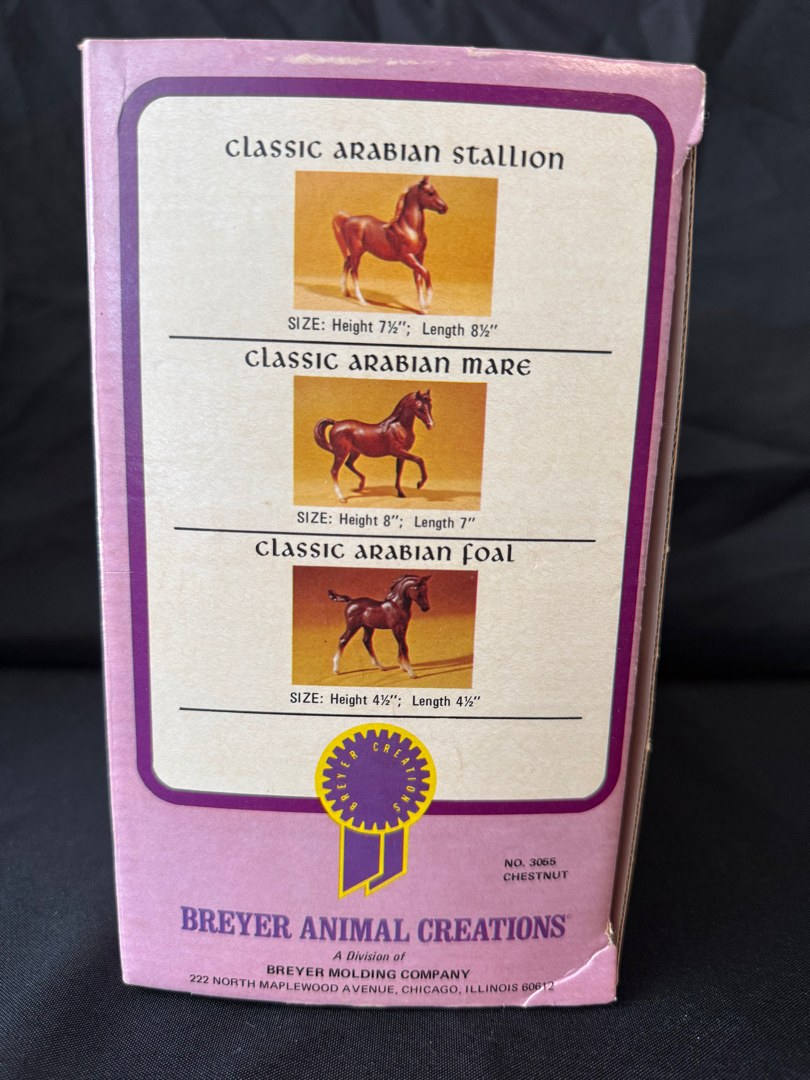 Classic Arabian Stallion
SIZE: Height 7½"; Length 8½"
Classic Arabian Mare
SIZE: Height 8"; Length 7"
Classic Arabian Foal
SIZE: Height 4½"; Length 4½"
BREYER CREATIONS
NO. 3055
CHESTNUT
BREYER ANIMAL CREATIONS®
A Division of
BREYER MOLDING COMPANY
222 NORTH MAPLEWOOD AVENUE, CHICAGO, ILLINOIS 60612